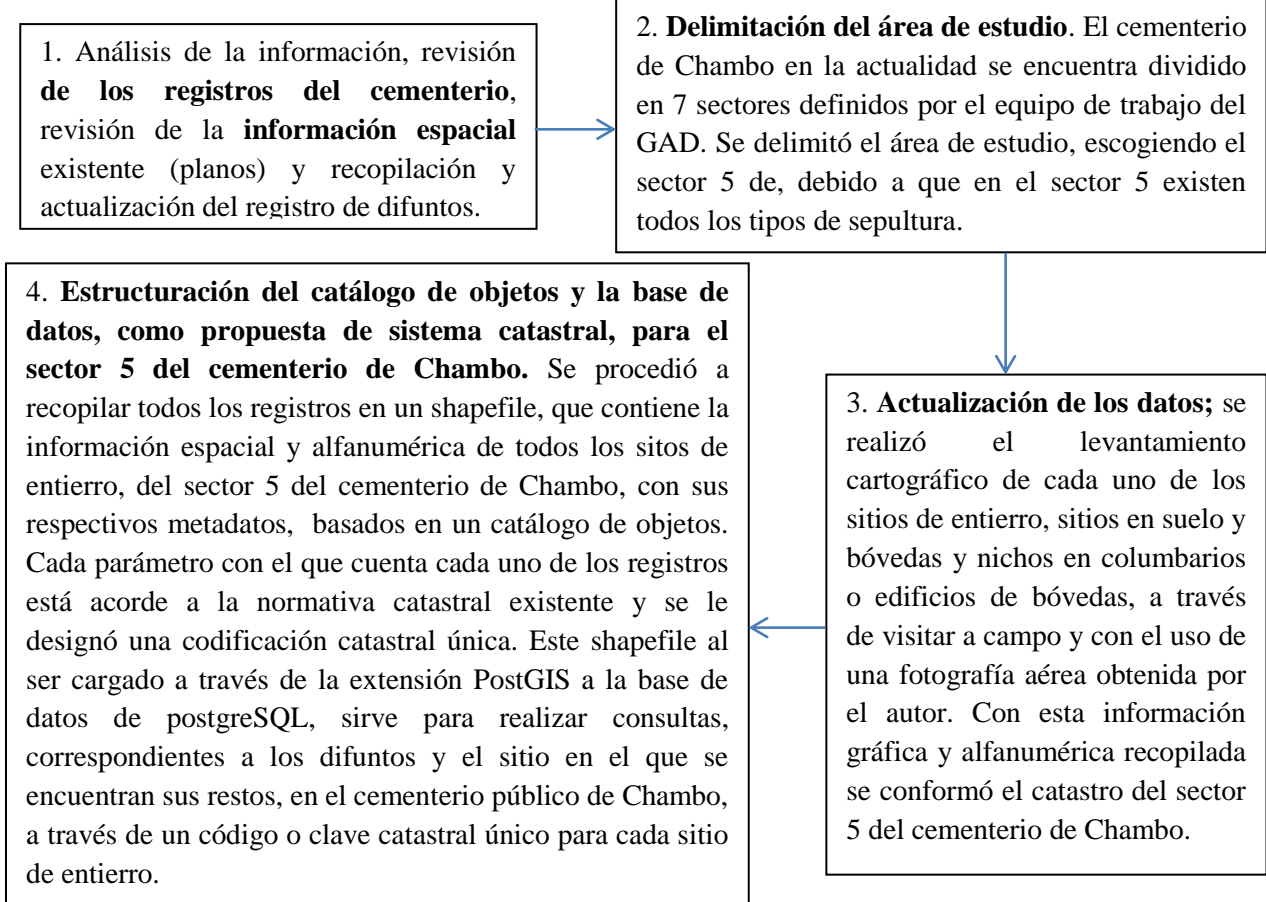 1. Análisis de la información, revisión
de los registros del cementerio,
revisión de la información espacial
existente (planos) y recopilación y
actualización del registro de difuntos.
2. Delimitación del área de estudio. El cementerio
de Chambo en la actualidad se encuentra dividido
en 7 sectores definidos por el equipo de trabajo del
GAD. Se delimitó el área de estudio, escogiendo el
sector 5 de, debido a que en el sector 5 existen
todos los tipos de sepultura.
3. Actualización de los datos; se
realizó el levantamiento
cartográfico de cada uno de los
sitios de entierro, sitios en suelo y
bóvedas y nichos en columbarios
o edificios de bóvedas, a través
de visitar a campo y con el uso de
una fotografía aérea obtenida por
el autor. Con esta información
gráfica y alfanumérica recopilada
se conformó el catastro del sector
5 del cementerio de Chambo.
4. Estructuración del catálogo de objetos y la base de
datos, como propuesta de sistema catastral, para el
sector 5 del cementerio de Chambo. Se procedió a
recopilar todos los registros en un shapefile, que contiene la
información espacial y alfanumérica de todos los sitos de
entierro, del sector 5 del cementerio de Chambo, con sus
respectivos metadatos, basados en un catálogo de objetos.
Cada parámetro con el que cuenta cada uno de los registros
está acorde a la normativa catastral existente y se le
designó una codificación catastral única. Este shapefile al
ser cargado a través de la extensión PostGIS a la base de
datos de postgreSQL, sirve para realizar consultas,
correspondientes a los difuntos y el sitio en el que se
encuentran sus restos, en el cementerio público de Chambo,
a través de un código o clave catastral único para cada sitio
de entierro.